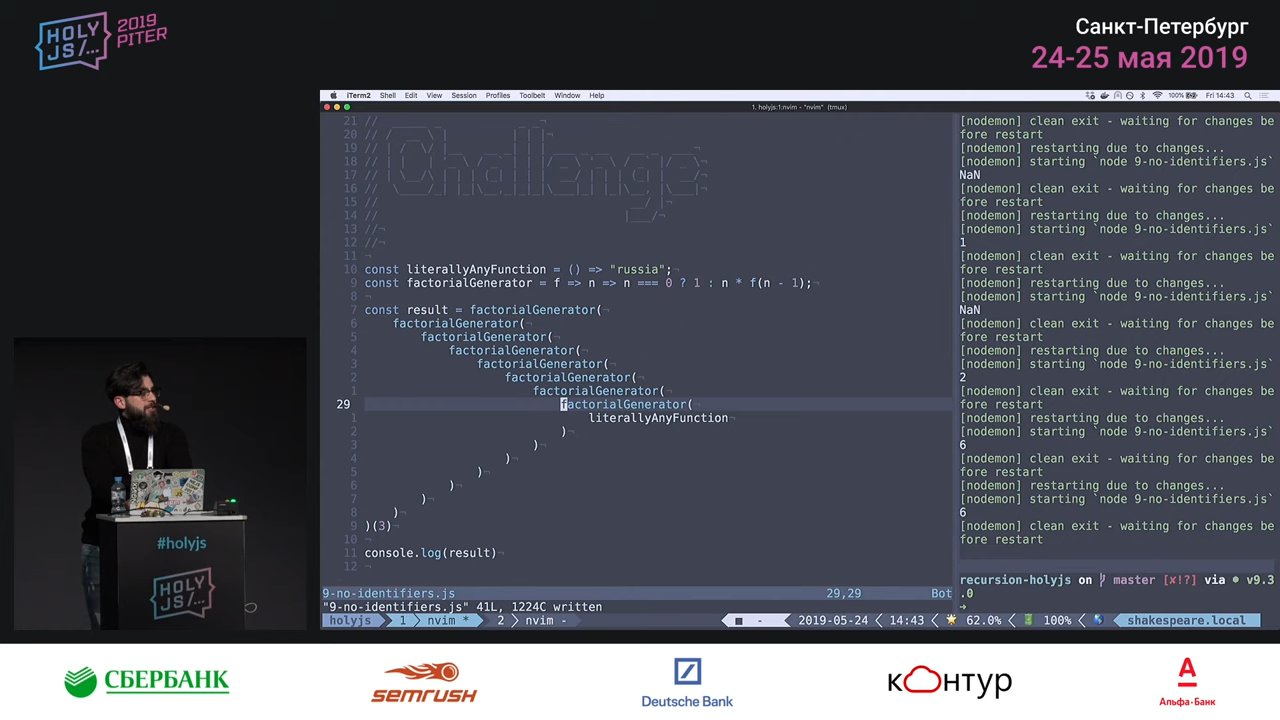 HOLY
JS/...
2019
PITER
Санкт-Петербург
24-25 мая 2019
iTerm2 Shell Edit View Session Profiles Toolbelt Window Help
100% Fri 14:43
1. holyjs:1:nvim - "nvim" (tmux)
21 //
20 //
19 //
18 //
17 //
16 //
15 //
14 //
13 //
12 //
11
10 const literallyAnyFunction = () => "russia";
9 const factorialGenerator = f => n => n === 0 ? 1 : n * f(n - 1);
8
7 const result = factorialGenerator(
6 factorialGenerator(
5 factorialGenerator(
4 factorialGenerator(
3 factorialGenerator(
2 factorialGenerator(
1 factorialGenerator(
29 factorialGenerator(
1 literallyAnyFunction
2 )
3 )
4 )
5 )
6 )
7 )
8 )
9 )(3)
10
11 console.log(result)
12
9-no-identifiers.js 29,29 Bot
"9-no-identifiers.js" 41L, 1224C written
holyjs 1 nvim * 2 nvim - - 2019-05-24 14:43 62.0% 100% shakespeare.local
[nodemon] clean exit - waiting for changes be
fore restart
[nodemon] restarting due to changes...
[nodemon] starting `node 9-no-identifiers.js`
NaN
[nodemon] clean exit - waiting for changes be
fore restart
[nodemon] restarting due to changes...
[nodemon] starting `node 9-no-identifiers.js`
1
[nodemon] clean exit - waiting for changes be
fore restart
[nodemon] restarting due to changes...
[nodemon] starting `node 9-no-identifiers.js`
NaN
[nodemon] clean exit - waiting for changes be
fore restart
[nodemon] restarting due to changes...
[nodemon] starting `node 9-no-identifiers.js`
2
[nodemon] clean exit - waiting for changes be
fore restart
[nodemon] restarting due to changes...
[nodemon] starting `node 9-no-identifiers.js`
6
[nodemon] clean exit - waiting for changes be
fore restart
[nodemon] restarting due to changes...
[nodemon] starting `node 9-no-identifiers.js`
6
[nodemon] clean exit - waiting for changes be
fore restart
recursion-holyjs on master [✘!?] via v9.3
.0
➜
#holyjs
HOLY
JS/...
СБЕРБАНК
SEMRUSH
Deutsche Bank
контур
А
Альфа·Банк